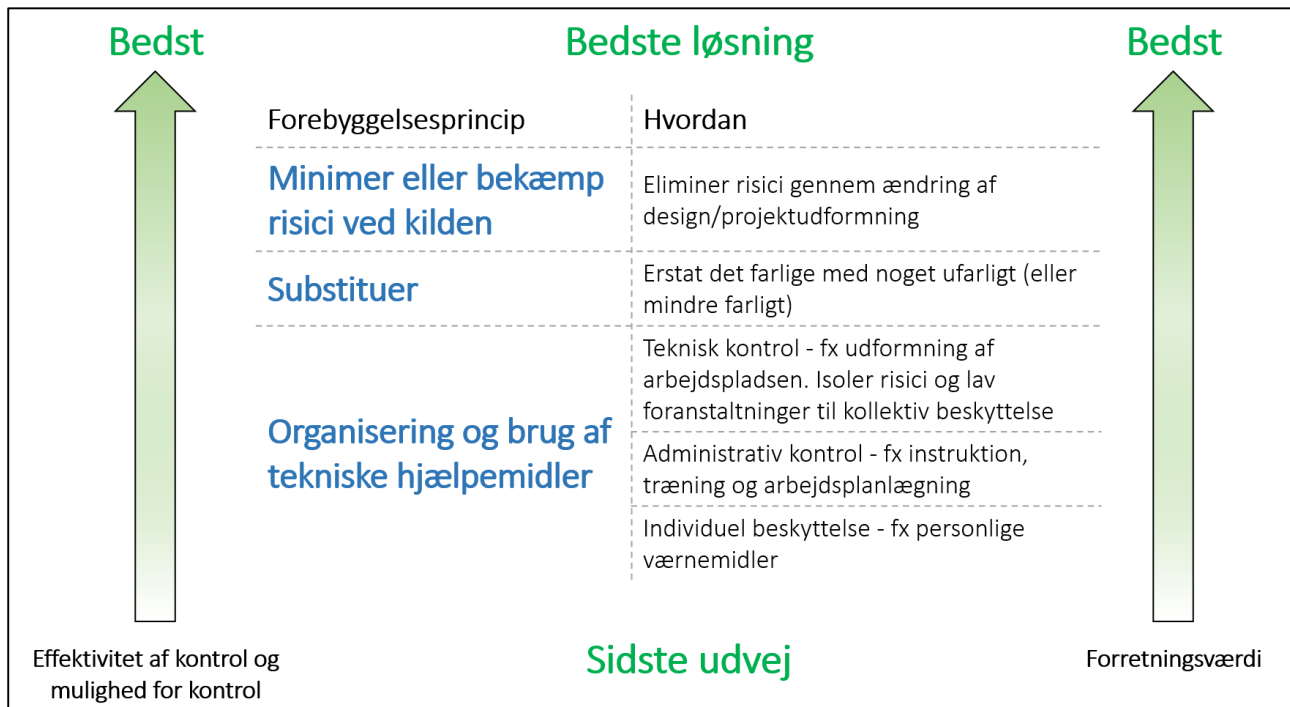 Bedst
Bedste løsning
Bedst
Forebyggelsesprincip
Hvordan
Minimer eller bekæmp
risici ved kilden
Eliminer risici gennem ændring af
design/projektudformning
Substituer
Erstat det farlige med noget ufarligt (eller
mindre farligt)
Organisering og brug af
tekniske hjælpemidler
Teknisk kontrol - fx udformning af
arbejdspladsen. Isoler risici og lav
foranstaltninger til kollektiv beskyttelse
Administrativ kontrol - fx instruktion,
træning og arbejdsplanlægning
Individuel beskyttelse - fx personlige
værnemidler
Effektivitet af kontrol og
mulighed for kontrol
Sidste udvej
Forretningsværdi